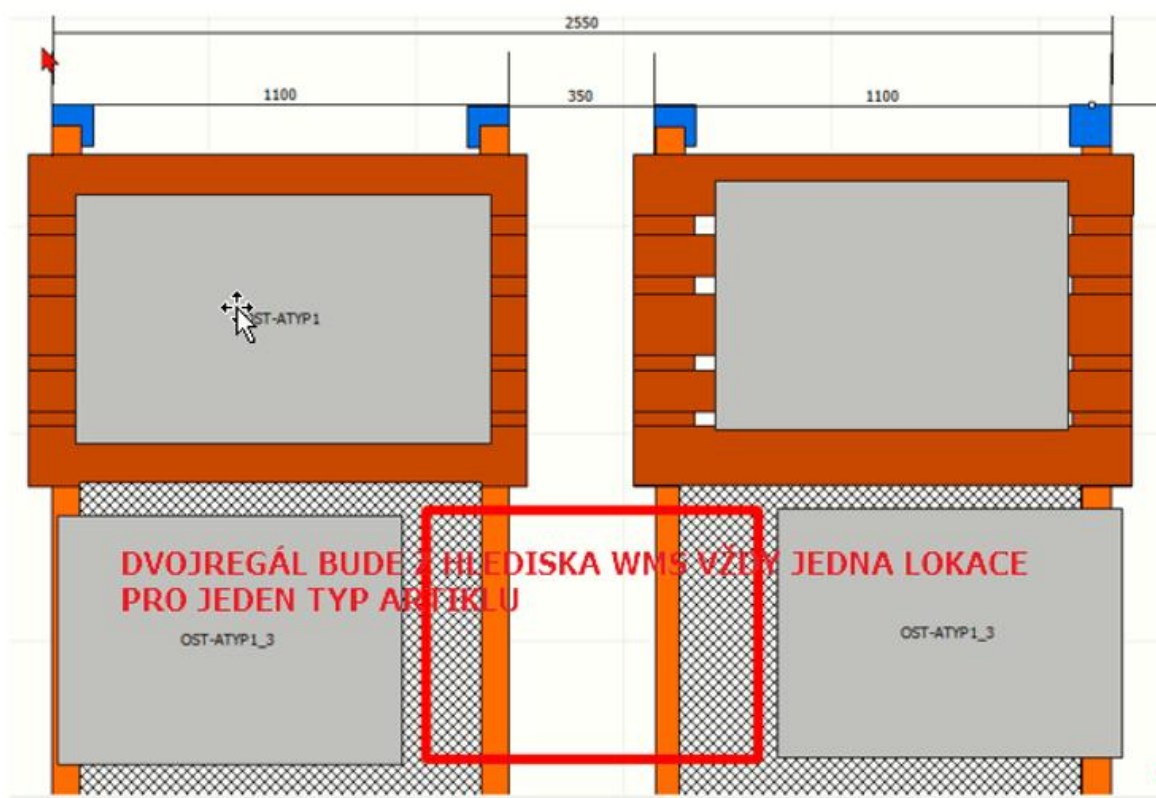 2550
1100
350
1100
OST-ATYP1
DVOJREGÁL BUDE Z HLEDISKA WMS VŽDY JEDNA LOKACE
PRO JEDEN TYP ARTIKLU
OST-ATYP1_3
OST-ATYP1_3